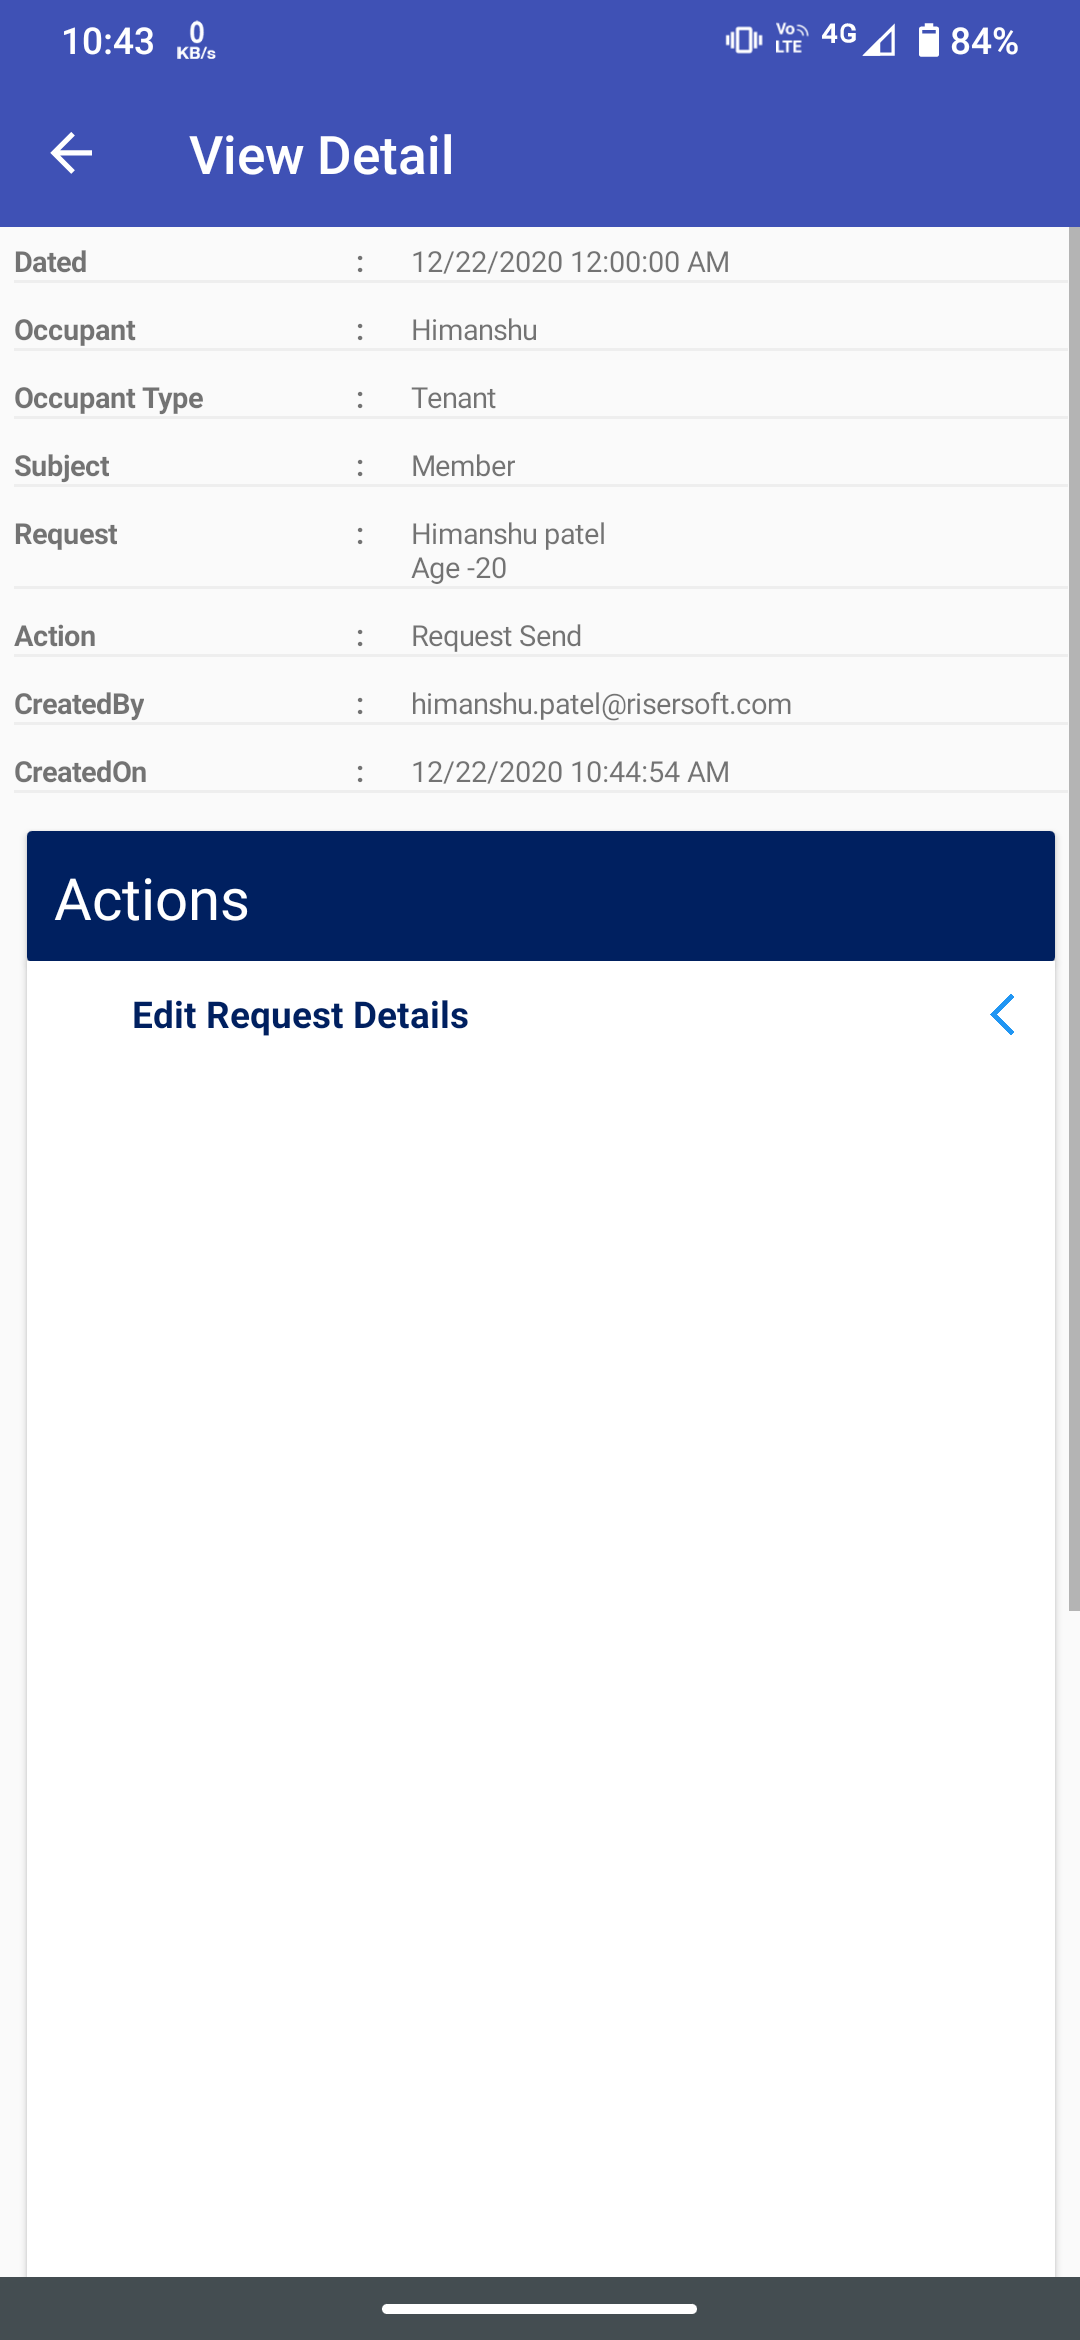 10:43 0 KB/s Vo LTE 4G 84%
View Detail
Dated : 12/22/2020 12:00:00 AM
Occupant : Himanshu
Occupant Type : Tenant
Subject : Member
Request : Himanshu patel
Age -20
Action : Request Send
CreatedBy : himanshu.patel@risersoft.com
CreatedOn : 12/22/2020 10:44:54 AM
Actions
Edit Request Details